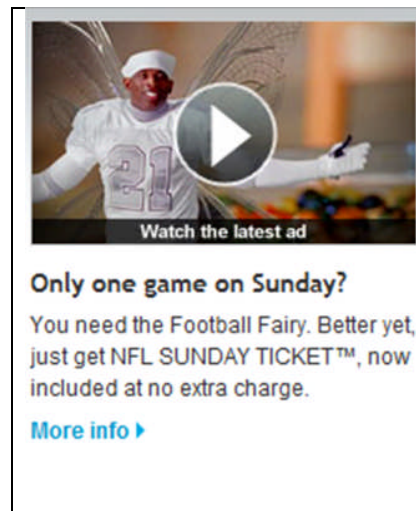 21
Watch the latest ad
Only one game on Sunday?
You need the Football Fairy. Better yet,
just get NFL SUNDAY TICKET™, now
included at no extra charge.
More info